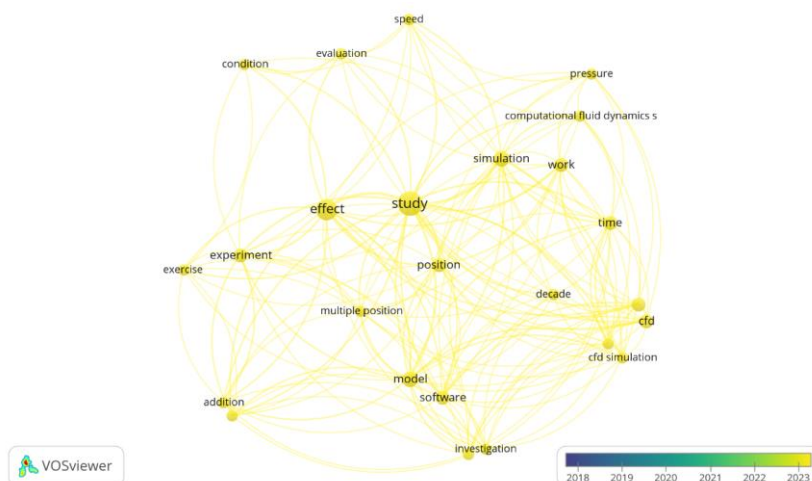 speed
evaluation
condition
pressure
computational fluid dynamics s
simulation
work
study
effect
time
experiment
position
exercise
decade
multiple position
cfd
cfd simulation
model
software
addition
investigation
VOSviewer
2018 2019 2020 2021 2022 2023